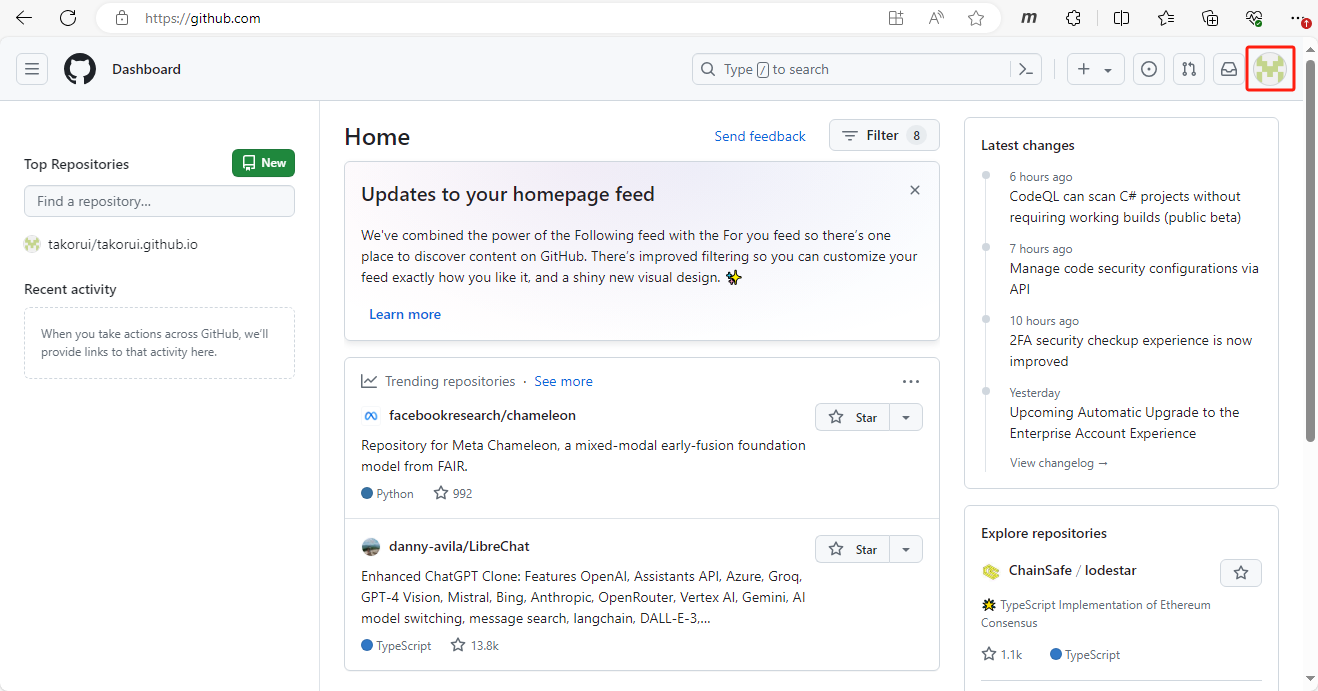 https://github.com
m
Dashboard
Type / to search
Home
Send feedback
Filter 8
Top Repositories
New
Find a repository...
takorui/takorui.github.io
Recent activity
When you take actions across GitHub, we'll
provide links to that activity here.
Updates to your homepage feed
We've combined the power of the Following feed with the For you feed so there's one
place to discover content on GitHub. There's improved filtering so you can customize your
feed exactly how you like it, and a shiny new visual design. ✨
Learn more
Trending repositories · See more
facebookresearch/chameleon
Star
Repository for Meta Chameleon, a mixed-modal early-fusion foundation
model from FAIR.
Python 992
danny-avila/LibreChat
Star
Enhanced ChatGPT Clone: Features OpenAI, Assistants API, Azure, Groq,
GPT-4 Vision, Mistral, Bing, Anthropic, OpenRouter, Vertex AI, Gemini, AI
model switching, message search, langchain, DALL-E-3,...
TypeScript 13.8k
Latest changes
6 hours ago
CodeQL can scan C# projects without
requiring working builds (public beta)
7 hours ago
Manage code security configurations via
API
10 hours ago
2FA security checkup experience is now
improved
Yesterday
Upcoming Automatic Upgrade to the
Enterprise Account Experience
View changelog →
Explore repositories
ChainSafe / lodestar
TypeScript Implementation of Ethereum
Consensus
1.1k TypeScript